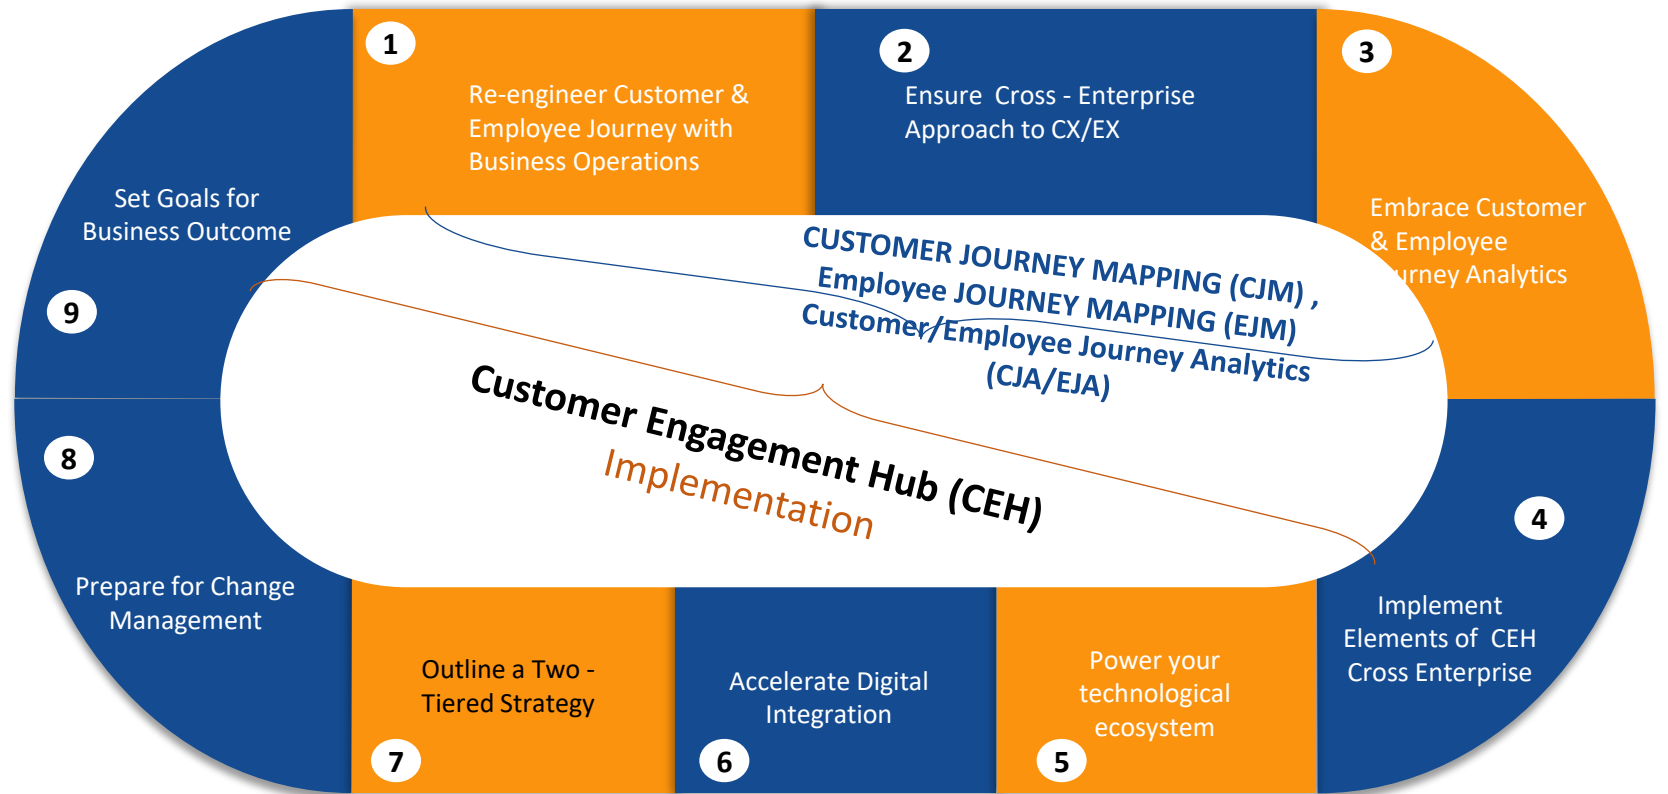 1
Re-engineer Customer &
Employee Journey with
Business Operations
2
Ensure Cross - Enterprise
Approach to CX/EX
3
Embrace Customer
& Employee
urney Analytics
4
Implement
Elements of CEH
Cross Enterprise
5
Power your
technological
ecosystem
6
Accelerate Digital
Integration
7
Outline a Two -
Tiered Strategy
8
Prepare for Change
Management
9
Set Goals for
Business Outcome
CUSTOMER JOURNEY MAPPING (CJM) ,
Employee JOURNEY MAPPING (EJM)
Customer/Employee Journey Analytics
(CJA/EJA)
Customer Engagement Hub (CEH)
Implementation